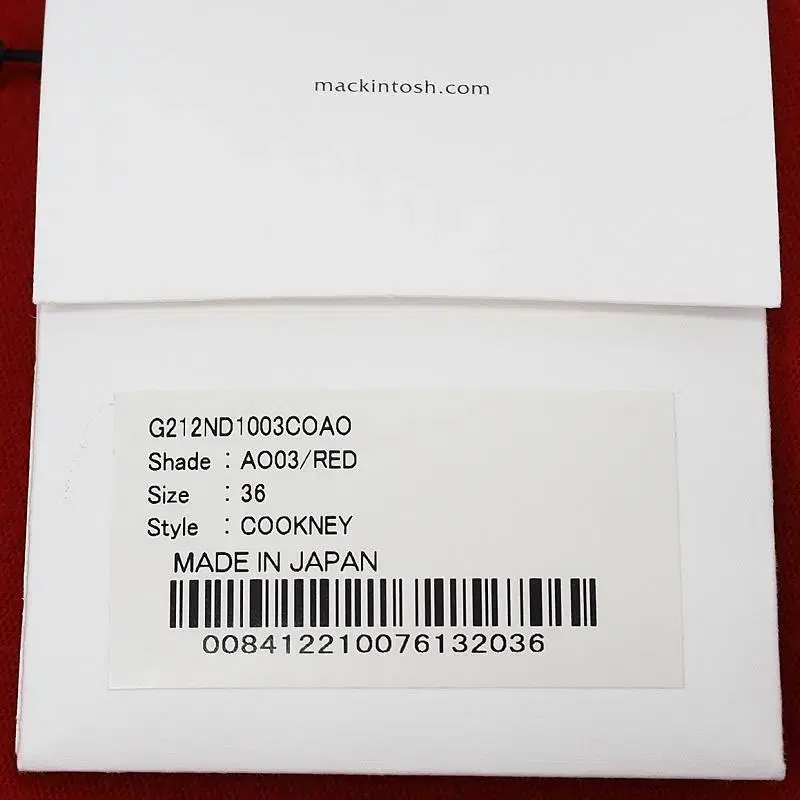 mackintosh.com
G212ND1003COAO
Shade : AO03/RED
Size : 36
Style : COOKNEY
MADE IN JAPAN
008412210076132036